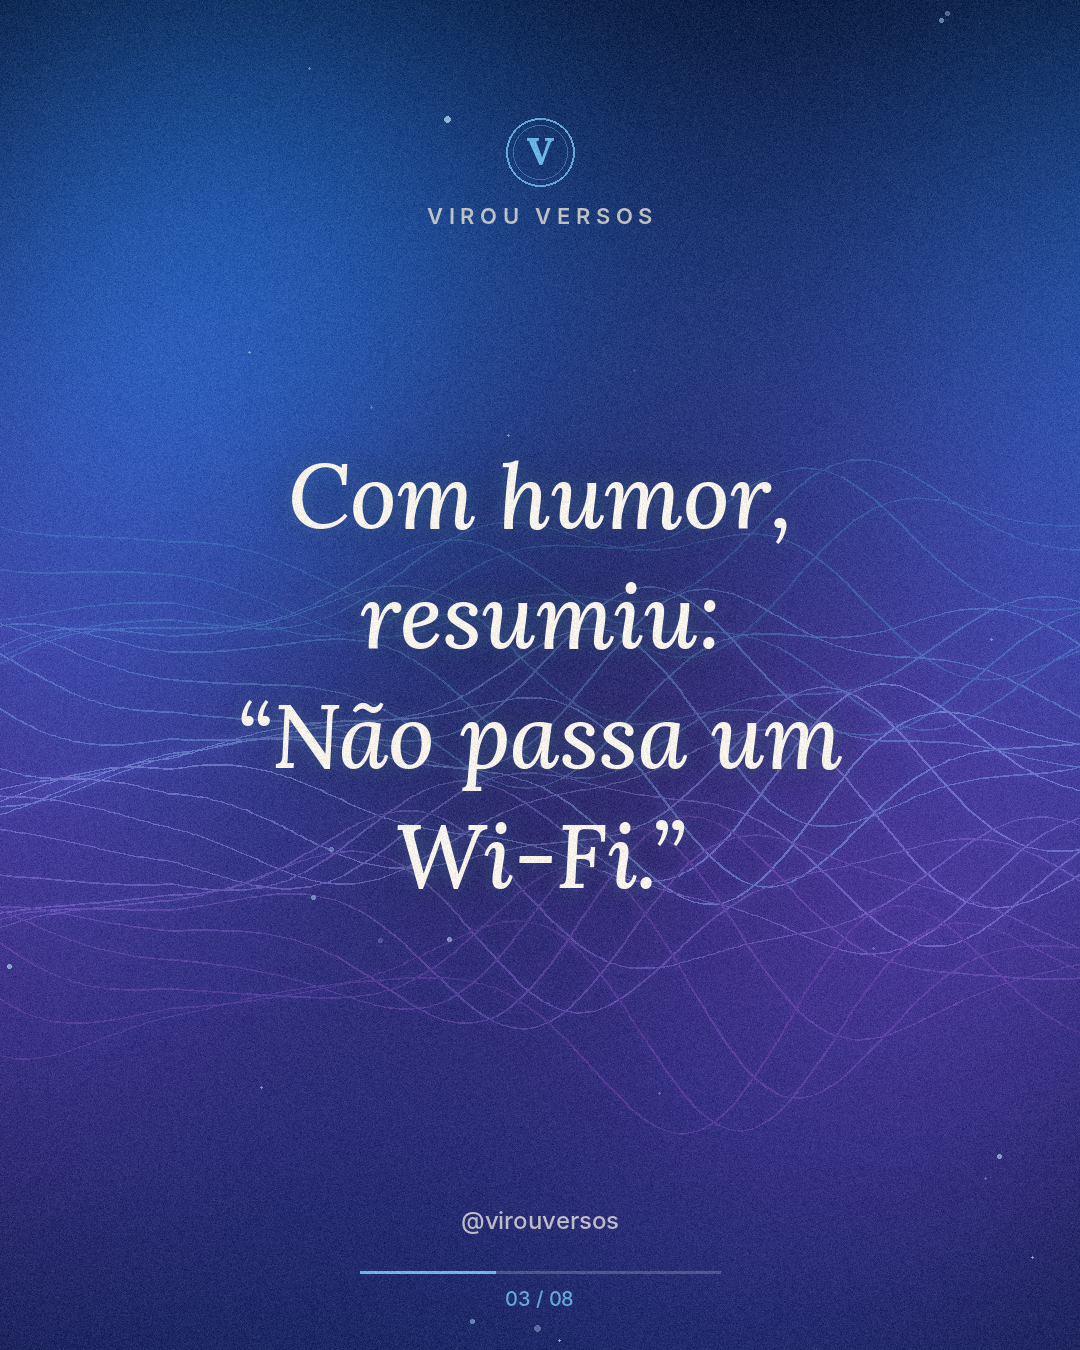 V
VIROU VERSOS
Com humor,
resumiu:
“Não passa um
Wi-Fi.”
@virouversos
03 / 08